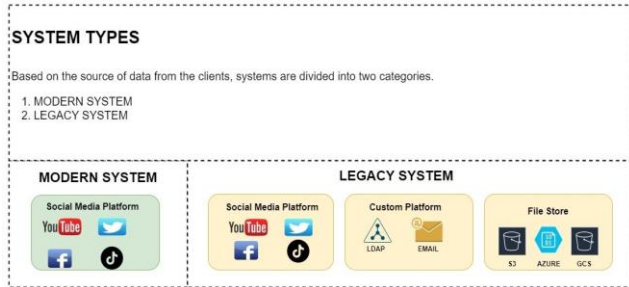 SYSTEM TYPES
Based on the source of data from the clients, systems are divided into two categories.
1. MODERN SYSTEM
2. LEGACY SYSTEM
MODERN SYSTEM
Social Media Platform
YouTube
LEGACY SYSTEM
Social Media Platform
YouTube
Custom Platform
LDAP
EMAIL
File Store
S3
AZURE
GCS